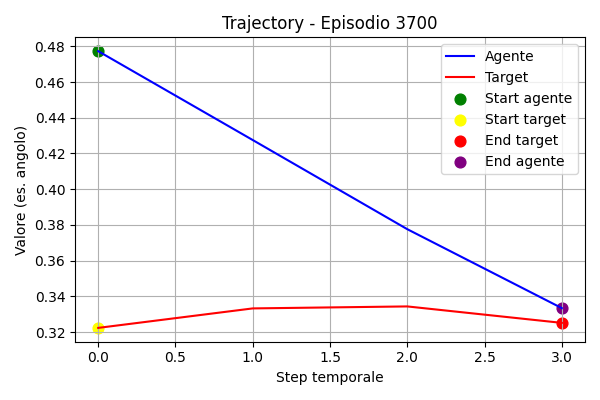 Trajectory - Episodio 3700
Valore (es. angolo)
0.48
0.46
0.44
0.42
0.40
0.38
0.36
0.34
0.32
Agente
Target
Start agente
Start target
End target
End agente
0.0 0.5 1.0 1.5 2.0 2.5 3.0
Step temporale